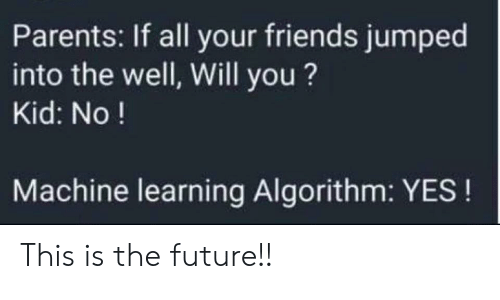 Parents: If all your friends jumped
into the well, Will you ?
Kid: No !
Machine learning Algorithm: YES !
This is the future!!